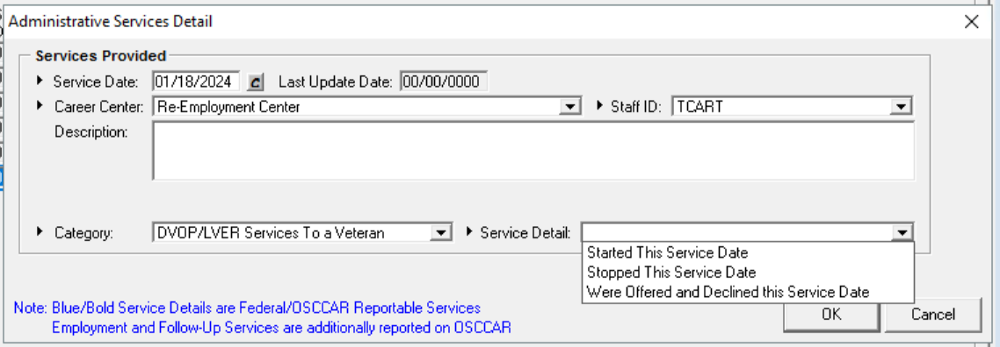 Administrative Services Detail
Services Provided
Service Date: 01/18/2024 C Last Update Date: 00/00/0000
Career Center: Re-Employment Center Staff ID: TCART
Description:
Category: DVOP/LVER Services To a Veteran Service Detail:
Started This Service Date
Stopped This Service Date
Were Offered and Declined this Service Date
Note: Blue/Bold Service Details are Federal/OSCCAR Reportable Services
Employment and Follow-Up Services are additionally reported on OSCCAR
OK Cancel